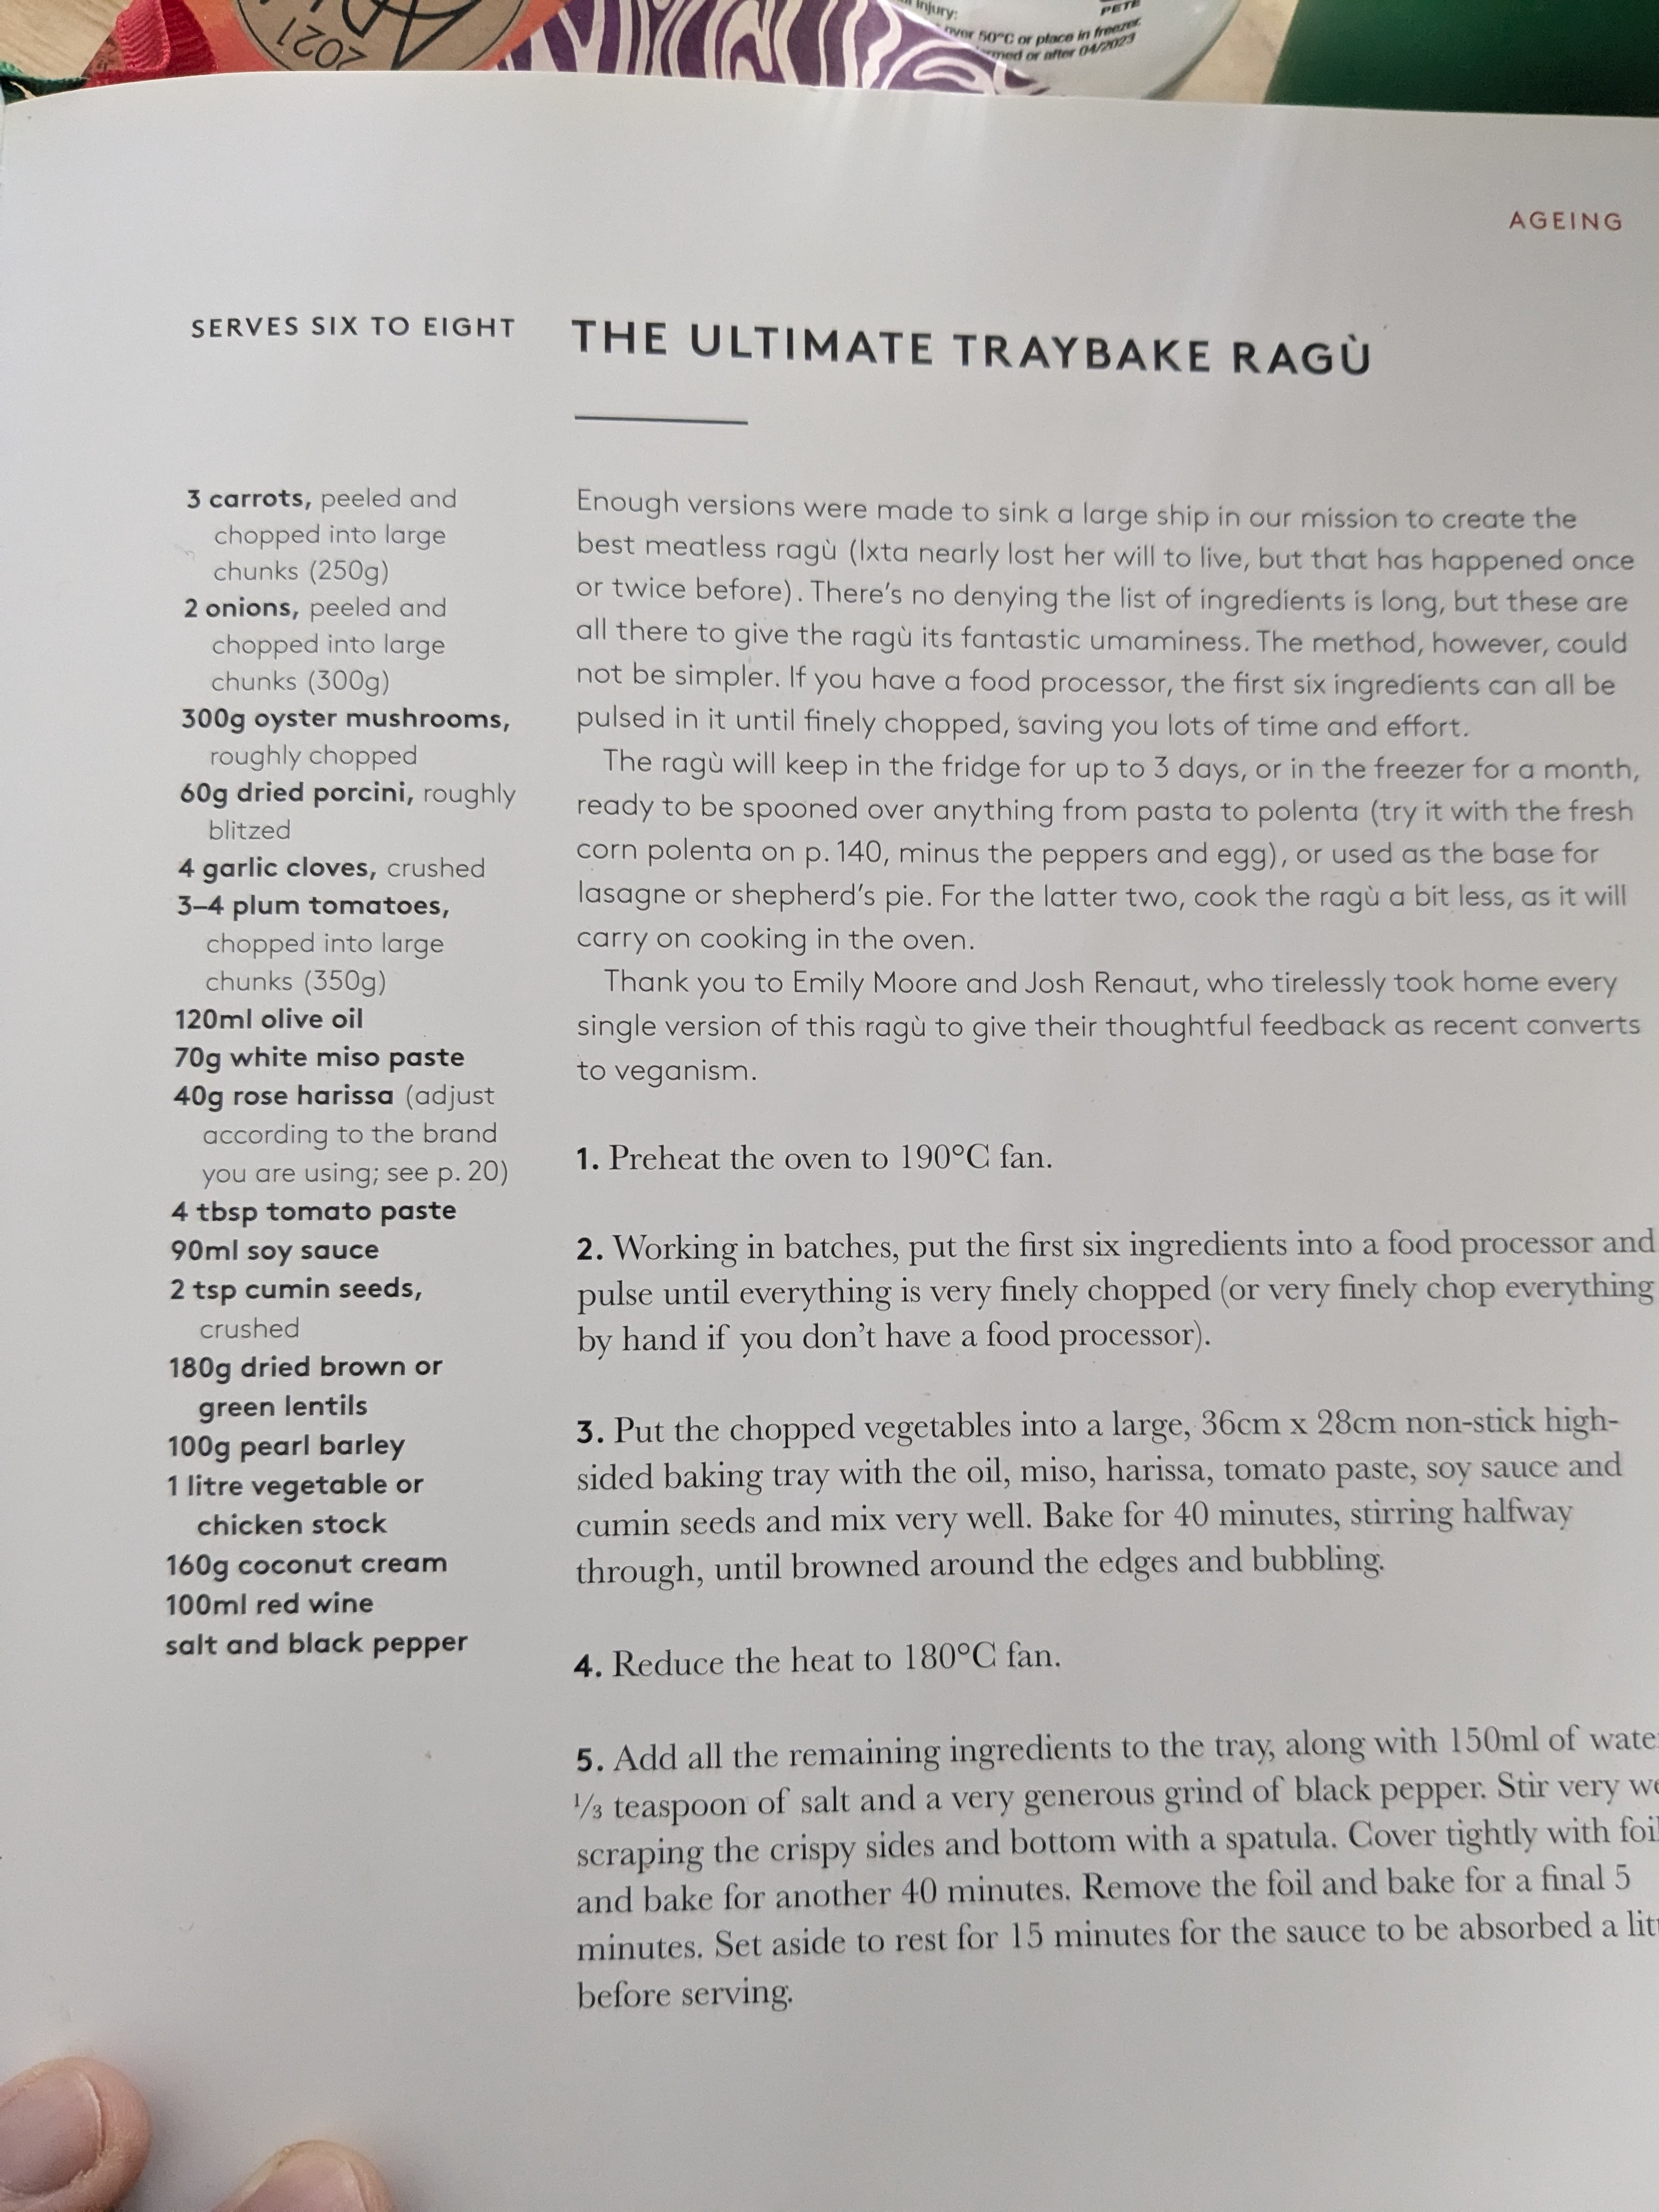 2021
injury:
over 50°C or place in freezer.
or after 04/2023
PETE
AGEING
SERVES SIX TO EIGHT
THE ULTIMATE TRAYBAKE RAGÙ
3 carrots, peeled and
chopped into large
chunks (250g)
2 onions, peeled and
chopped into large
chunks (300g)
300g oyster mushrooms,
roughly chopped
60g dried porcini, roughly
blitzed
4 garlic cloves, crushed
3–4 plum tomatoes,
chopped into large
chunks (350g)
120ml olive oil
70g white miso paste
40g rose harissa (adjust
according to the brand
you are using; see p. 20)
4 tbsp tomato paste
90ml soy sauce
2 tsp cumin seeds,
crushed
180g dried brown or
green lentils
100g pearl barley
1 litre vegetable or
chicken stock
160g coconut cream
100ml red wine
salt and black pepper
Enough versions were made to sink a large ship in our mission to create the
best meatless ragù (Ixta nearly lost her will to live, but that has happened once
or twice before). There's no denying the list of ingredients is long, but these are
all there to give the ragù its fantastic umaminess. The method, however, could
not be simpler. If you have a food processor, the first six ingredients can all be
pulsed in it until finely chopped, saving you lots of time and effort.
The ragù will keep in the fridge for up to 3 days, or in the freezer for a month,
ready to be spooned over anything from pasta to polenta (try it with the fresh
corn polenta on p. 140, minus the peppers and egg), or used as the base for
lasagne or shepherd's pie. For the latter two, cook the ragù a bit less, as it will
carry on cooking in the oven.
Thank you to Emily Moore and Josh Renaut, who tirelessly took home every
single version of this ragù to give their thoughtful feedback as recent converts
to veganism.
1. Preheat the oven to 190°C fan.
2. Working in batches, put the first six ingredients into a food processor and
pulse until everything is very finely chopped (or very finely chop everything
by hand if you don't have a food processor).
3. Put the chopped vegetables into a large, 36cm x 28cm non-stick high-
sided baking tray with the oil, miso, harissa, tomato paste, soy sauce and
cumin seeds and mix very well. Bake for 40 minutes, stirring halfway
through, until browned around the edges and bubbling.
4. Reduce the heat to 180°C fan.
5. Add all the remaining ingredients to the tray, along with 150ml of wate
⅓ teaspoon of salt and a very generous grind of black pepper. Stir very we
scraping the crispy sides and bottom with a spatula. Cover tightly with foil
and bake for another 40 minutes. Remove the foil and bake for a final 5
minutes. Set aside to rest for 15 minutes for the sauce to be absorbed a lit
before serving.